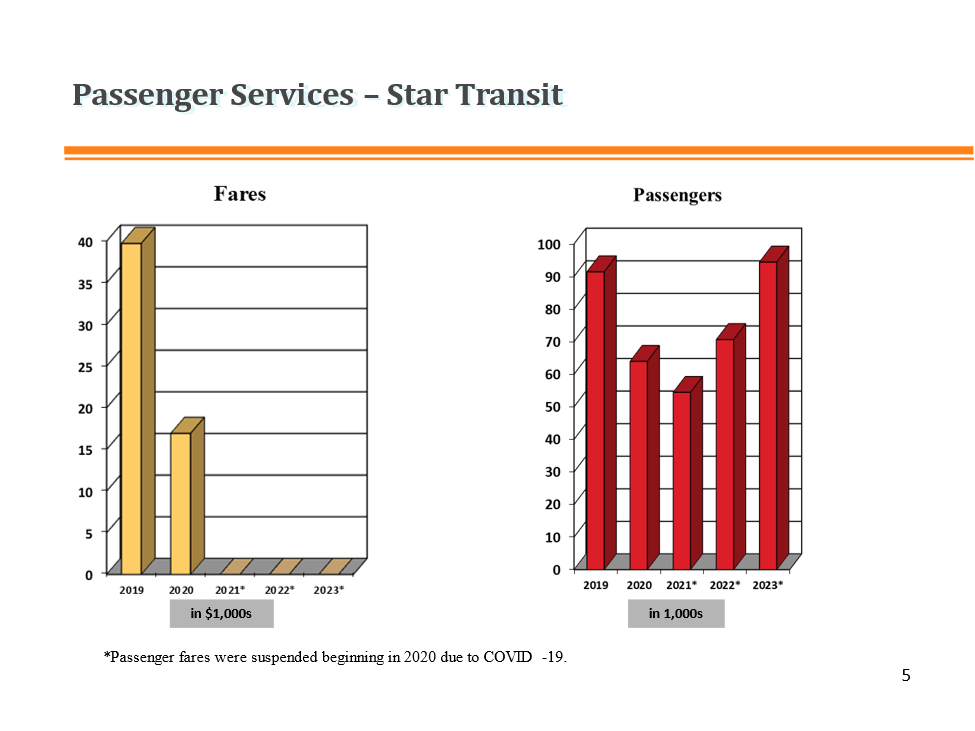 Passenger Services – Star Transit
Fares
40
35
30
25
20
15
10
5
0
2019 2020 2021* 2022* 2023*
in $1,000s
Passengers
100
90
80
70
60
50
40
30
20
10
0
2019 2020 2021* 2022* 2023*
in 1,000s
*Passenger fares were suspended beginning in 2020 due to COVID -19.
5